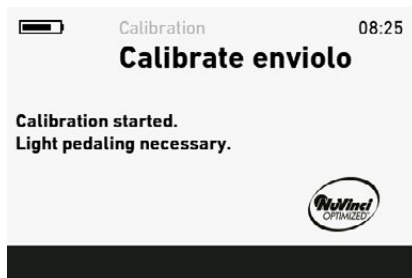 Calibration
08:25
Calibrate enviolo
Calibration started.
Light pedaling necessary.
NuVinci
OPTIMIZED